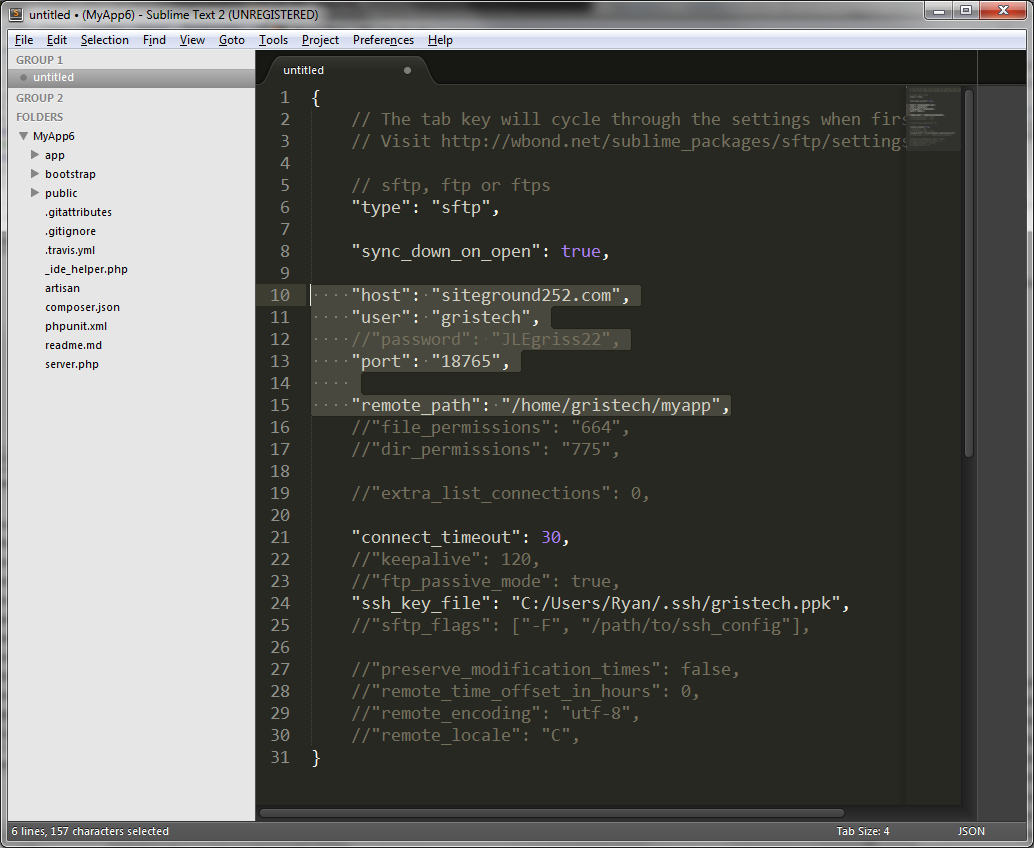 untitled • (MyApp6) - Sublime Text 2 (UNREGISTERED)
File Edit Selection Find View Goto Tools Project Preferences Help
GROUP 1
untitled
GROUP 2
FOLDERS
MyApp6
app
bootstrap
public
.gitattributes
.gitignore
.travis.yml
_ide_helper.php
artisan
composer.json
phpunit.xml
readme.md
server.php
untitled
1 {
2 // The tab key will cycle through the settings when firs
3 // Visit http://wbond.net/sublime_packages/sftp/settings
4
5 // sftp, ftp or ftps
6 "type": "sftp",
7
8 "sync_down_on_open": true,
9
10 "host": "siteground252.com",
11 "user": "gristech",
12 //"password": "JLEgriss22",
13 "port": "18765",
14
15 "remote_path": "/home/gristech/myapp",
16 //"file_permissions": "664",
17 //"dir_permissions": "775",
18
19 //"extra_list_connections": 0,
20
21 "connect_timeout": 30,
22 //"keepalive": 120,
23 //"ftp_passive_mode": true,
24 "ssh_key_file": "C:/Users/Ryan/.ssh/gristech.ppk",
25 //"sftp_flags": ["-F", "/path/to/ssh_config"],
26
27 //"preserve_modification_times": false,
28 //"remote_time_offset_in_hours": 0,
29 //"remote_encoding": "utf-8",
30 //"remote_locale": "C",
31 }
6 lines, 157 characters selected
Tab Size: 4
JSON